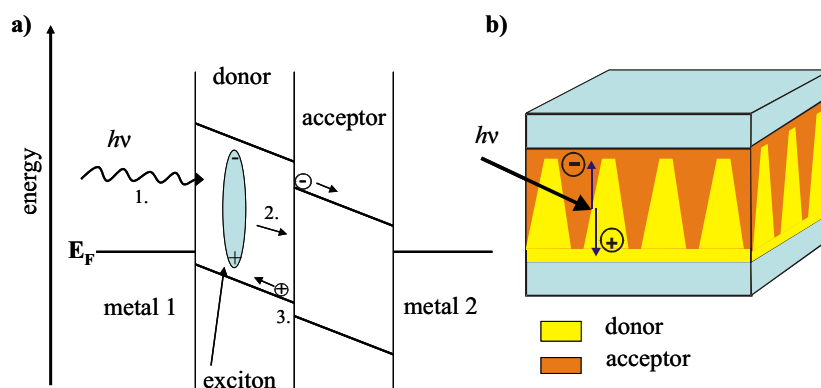 a)
energy
donor
acceptor
hν
1.
-
+
2.
-
+
3.
E_F
metal 1
metal 2
exciton
b)
hν
-
+
donor
acceptor